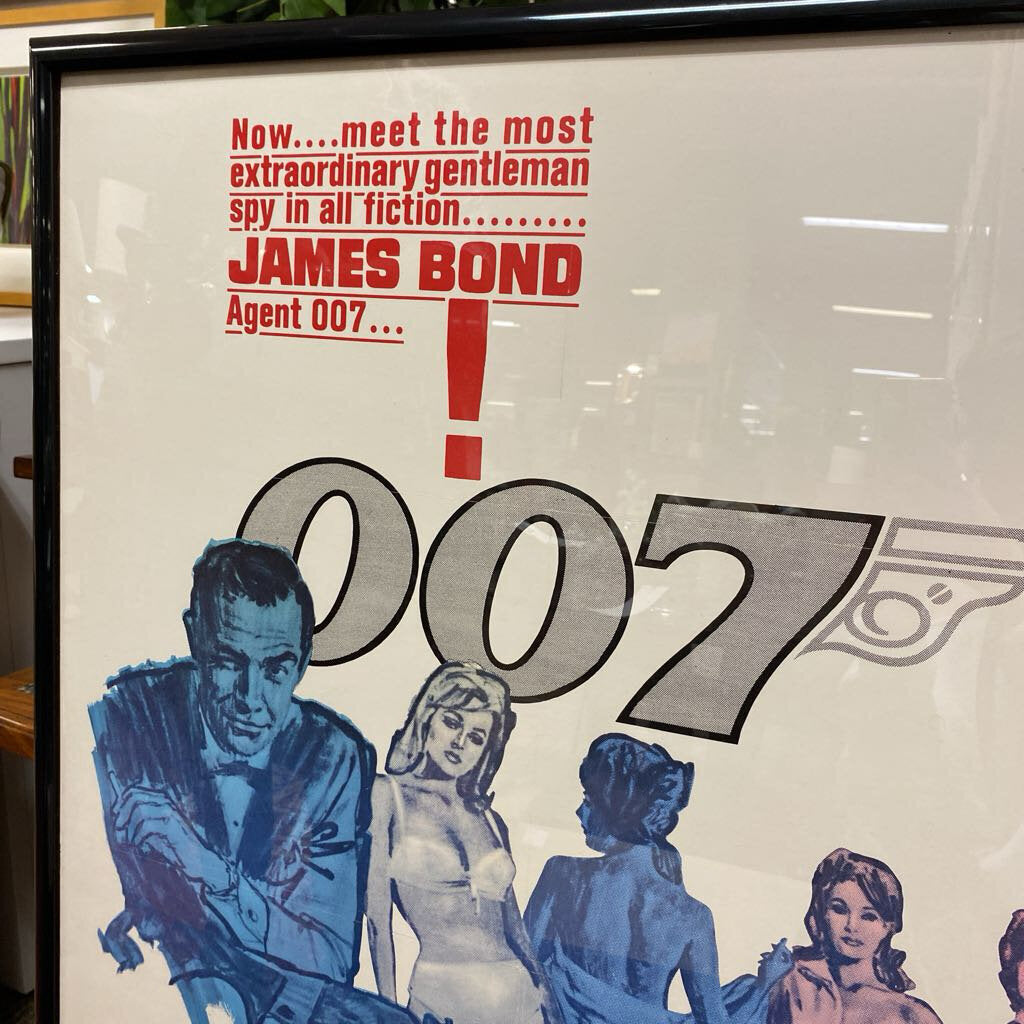 Now....meet the most
extraordinary gentleman
spy in all fiction.........
JAMES BOND
Agent 007...
!
007